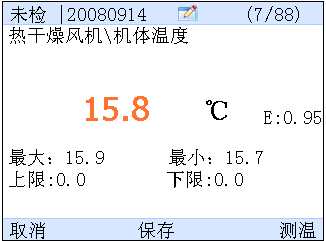 未检 |20080914 (7/88)
热干燥风机\机体温度
15.8 ℃ E:0.95
最大：15.9 最小：15.7
上限:0.0 下限:0.0
取消 保存 测温